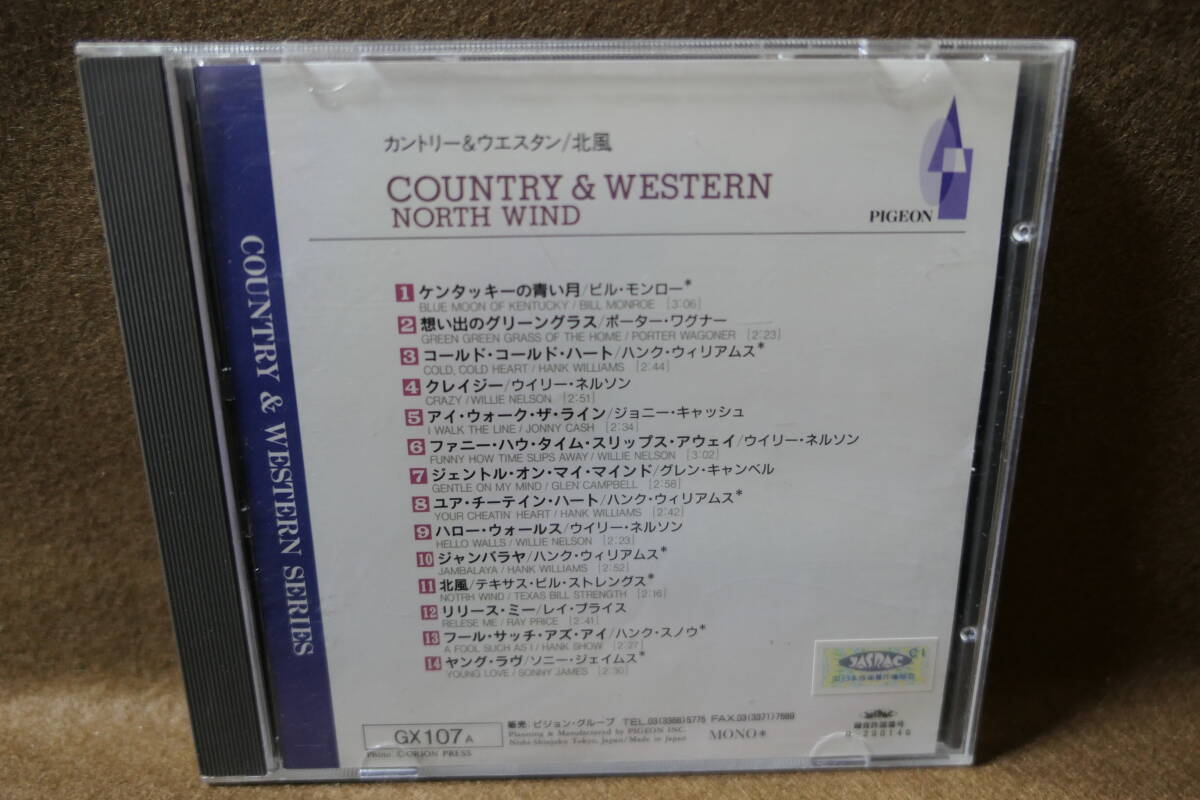 COUNTRY & WESTERN SERIES
カントリー&ウエスタン/北風
COUNTRY & WESTERN
NORTH WIND
PIGEON
1 ケンタッキーの青い月/ビル・モンロー*
BLUE MOON OF KENTUCKY / BILL MONROE [3:06]
2 想い出のグリーングラス/ポーター・ワグナー
GREEN GREEN GRASS OF THE HOME / PORTER WAGONER [2:23]
3 コールド・コールド・ハート/ハンク・ウィリアムス*
COLD, COLD HEART / HANK WILLIAMS [2:44]
4 クレイジー/ウイリー・ネルソン
CRAZY / WILLIE NELSON [2:51]
5 アイ・ウォーク・ザ・ライン/ジョニー・キャッシュ
I WALK THE LINE / JONNY CASH [2:34]
6 ファニー・ハウ・タイム・スリップス・アウェイ/ウイリー・ネルソン
FUNNY HOW TIME SLIPS AWAY / WILLIE NELSON [3:02]
7 ジェントル・オン・マイ・マインド/グレン・キャンベル
GENTLE ON MY MIND / GLEN CAMPBELL [2:58]
8 ユア・チーテイン・ハート/ハンク・ウィリアムス*
YOUR CHEATIN' HEART / HANK WILLIAMS [2:42]
9 ハロー・ウォールス/ウイリー・ネルソン
HELLO WALLS / WILLIE NELSON [2:23]
10 ジャンバラヤ/ハンク・ウィリアムス*
JAMBALAYA / HANK WILLIAMS [2:52]
11 北風/テキサス・ビル・ストレングス*
NOTRH WIND / TEXAS BILL STRENGTH [2:16]
12 リリース・ミー/レイ・プライス
RELESE ME / RAY PRICE [2:41]
13 フール・サッチ・アズ・アイ/ハンク・スノウ*
A FOOL SUCH AS I / HANK SHOW [2:27]
14 ヤング・ラヴ/ソニー・ジェイムス*
YOUNG LOVE / SONNY JAMES [2:30]
JASRAC
GX107A
販売:ピジョン・グループ TEL.03(3366)5775 FAX.03(3371)7689
Planning & Manufactured by PIGEON INC.
Nishi-Shinjuku Tokyo, Japan/Made in Japan
MONO*
Photo: ©ORION PRESS